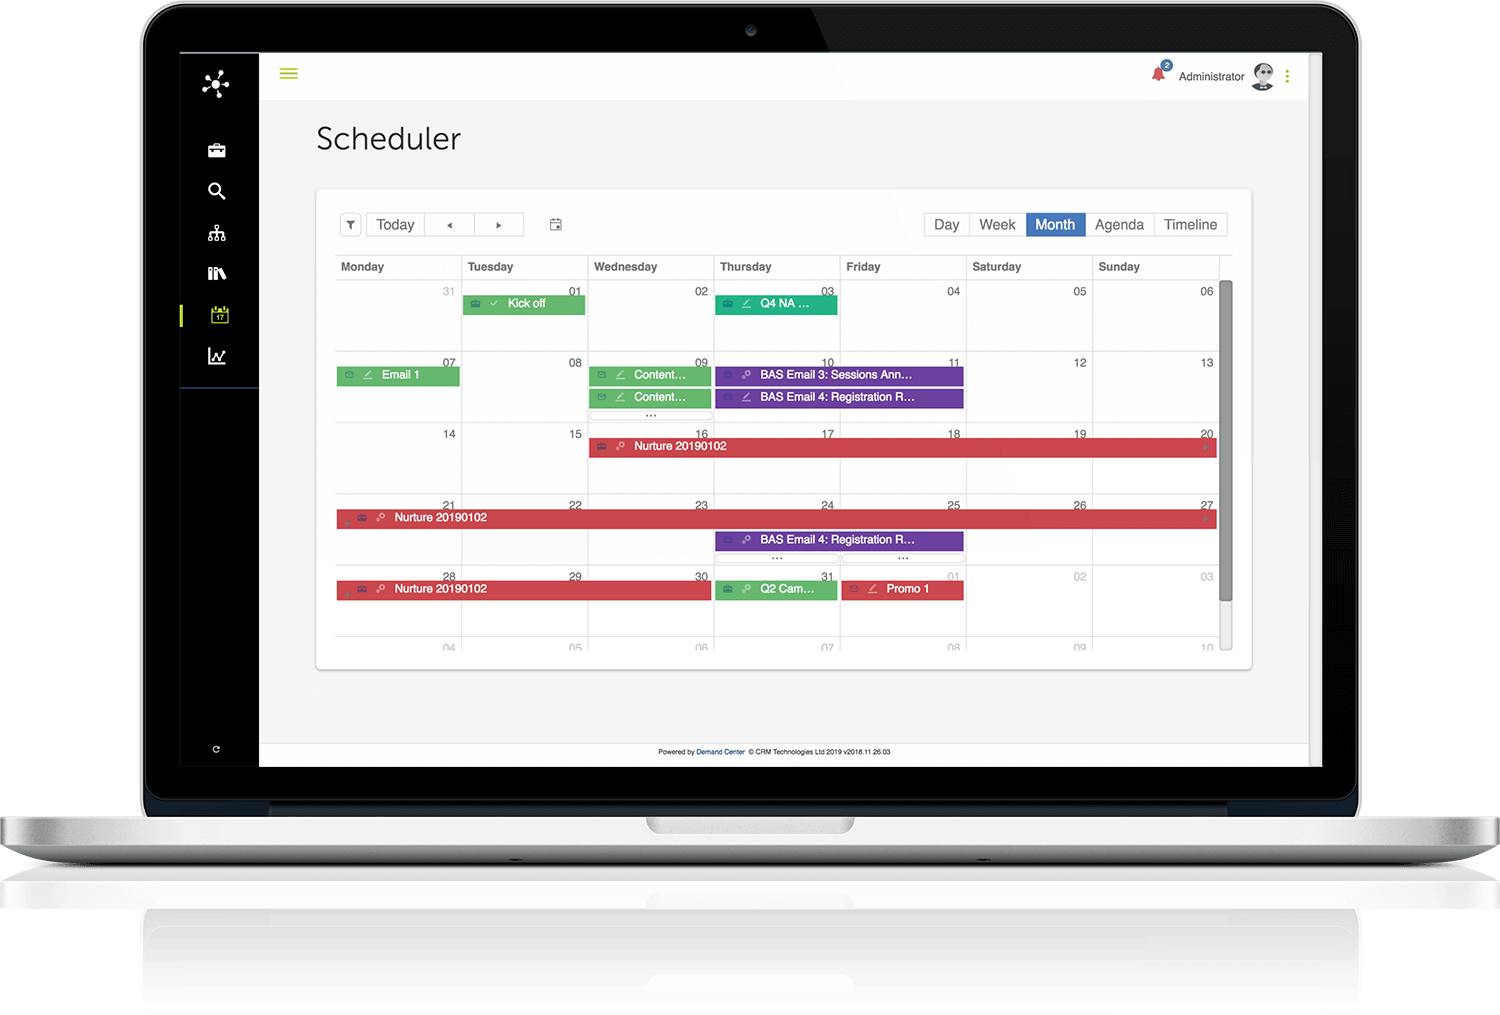 2
Administrator
Scheduler
Today
Day Week Month Agenda Timeline
Monday Tuesday Wednesday Thursday Friday Saturday Sunday
31 01 02 03 04 05 06
Kick off Q4 NA ...
07 08 09 10 11 12 13
Email 1 Content... BAS Email 3: Sessions Ann...
Content... BAS Email 4: Registration R...
...
14 15 16 17 18 19 20
Nurture 20190102
21 22 23 24 25 26 27
Nurture 20190102
BAS Email 4: Registration R...
... ...
28 29 30 31 01 02 03
Nurture 20190102 Q2 Cam... Promo 1
04 05 06 07 08 09 10
17
Powered by Demand Center © CRM Technologies Ltd 2019 v2018.11.26.03